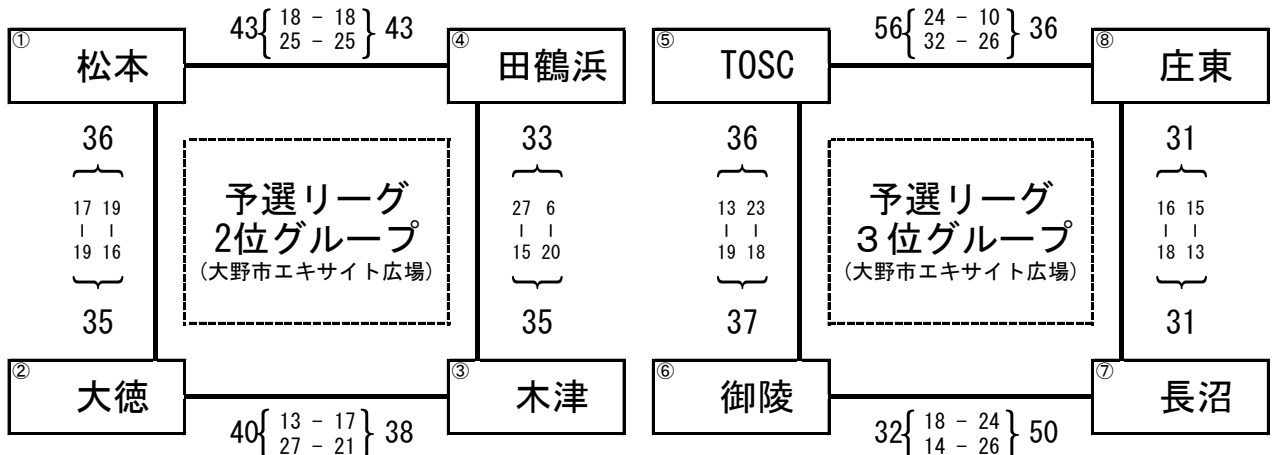 43 { 18 - 18 } 43
25 - 25
56 { 24 - 10 } 36
32 - 26
① 松本
④ 田鶴浜
⑤ TOSC
⑧ 庄東
36
33
36
31
17 19
19 16
27 6
15 20
13 23
19 18
16 15
18 13
予選リーグ
2位グループ
(大野市エキサイト広場)
予選リーグ
３位グループ
(大野市エキサイト広場)
35
35
37
31
② 大徳
③ 木津
⑥ 御陵
⑦ 長沼
40 { 13 - 17 } 38
27 - 21
32 { 18 - 24 } 50
14 - 26